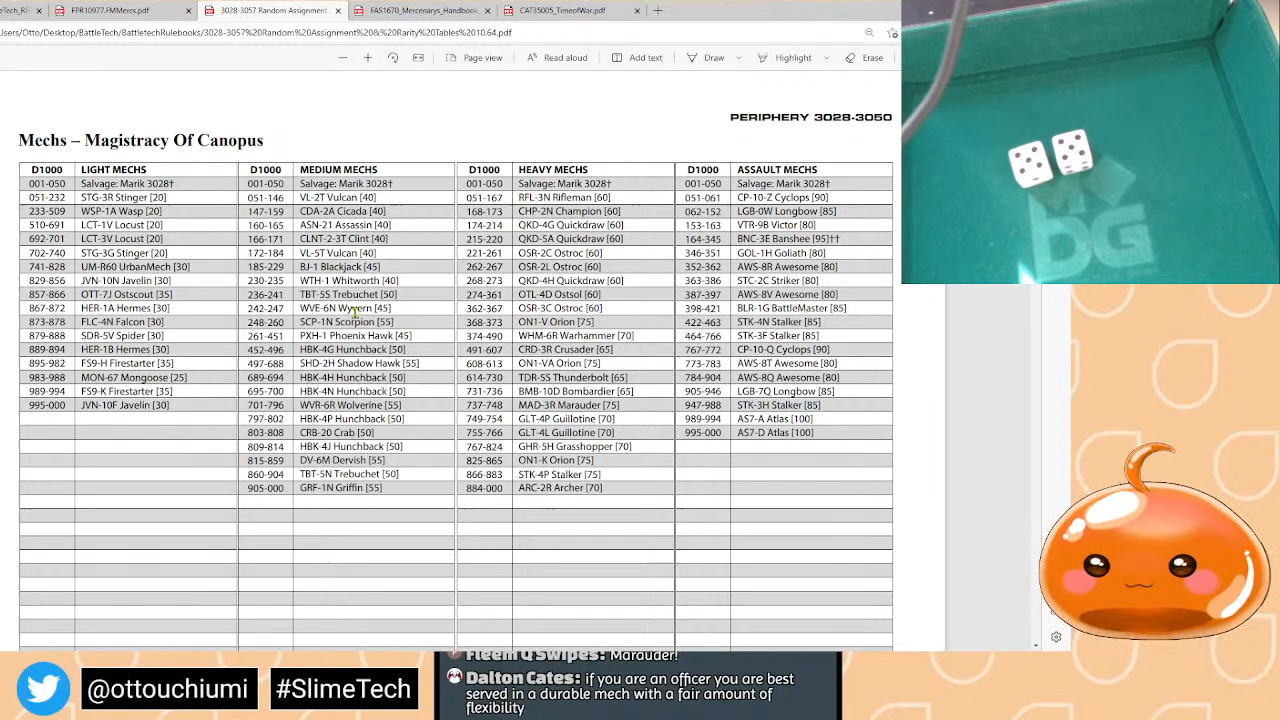 eTech_RP
FPR10977.FMMercs.pdf
3028-3057 Random Assignment
FAS1670_Mercenarys_Handbook
CAT35005_TimeofWar.pdf
Jsers/Otto/Desktop/BattleTech/BattletechRulebooks/3028-3057%20Random%20Assignment%20&%20Rarity%20Tables%2010.64.pdf
Page view
Read aloud
Add text
Draw
Highlight
Erase
PERIPHERY 3028-3050
Mechs – Magistracy Of Canopus
D1000 LIGHT MECHS D1000 MEDIUM MECHS D1000 HEAVY MECHS D1000 ASSAULT MECHS
001-050 Salvage: Marik 3028† 001-050 Salvage: Marik 3028† 001-050 Salvage: Marik 3028† 001-050 Salvage: Marik 3028†
051-232 STG-3R Stinger [20] 051-146 VL-2T Vulcan [40] 051-167 RFL-3N Rifleman [60] 051-061 CP-10-Z Cyclops [90]
233-509 WSP-1A Wasp [20] 147-159 CDA-2A Cicada [40] 168-173 CHP-2N Champion [60] 062-152 LGB-0W Longbow [85]
510-691 LCT-1V Locust [20] 160-165 ASN-21 Assassin [40] 174-214 QKD-4G Quickdraw [60] 153-163 VTR-9B Victor [80]
692-701 LCT-3V Locust [20] 166-171 CLNT-2-3T Clint [40] 215-220 QKD-5A Quickdraw [60] 164-345 BNC-3E Banshee [95]††
702-740 STG-3G Stinger [20] 172-184 VL-5T Vulcan [40] 221-261 OSR-2C Ostroc [60] 346-351 GOL-1H Goliath [80]
741-828 UM-R60 UrbanMech [30] 185-229 BJ-1 Blackjack [45] 262-267 OSR-2L Ostroc [60] 352-362 AWS-8R Awesome [80]
829-856 JVN-10N Javelin [30] 230-235 WTH-1 Whitworth [40] 268-273 QKD-4H Quickdraw [60] 363-386 STC-2C Striker [80]
857-866 OTT-7J Ostscout [35] 236-241 TBT-5S Trebuchet [50] 274-361 OTL-4D Ostsol [60] 387-397 AWS-8V Awesome [80]
867-872 HER-1A Hermes [30] 242-247 WVE-6N Wyvern [45] 362-367 OSR-3C Ostroc [60] 398-421 BLR-1G BattleMaster [85]
873-878 FLC-4N Falcon [30] 248-260 SCP-1N Scorpion [55] 368-373 ON1-V Orion [75] 422-463 STK-4N Stalker [85]
879-888 SDR-5V Spider [30] 261-451 PXH-1 Phoenix Hawk [45] 374-490 WHM-6R Warhammer [70] 464-766 STK-3F Stalker [85]
889-894 HER-1B Hermes [30] 452-496 HBK-4G Hunchback [50] 491-607 CRD-3R Crusader [65] 767-772 CP-10-Q Cyclops [90]
895-982 FS9-H Firestarter [35] 497-688 SHD-2H Shadow Hawk [55] 608-613 ON1-VA Orion [75] 773-783 AWS-8T Awesome [80]
983-988 MON-67 Mongoose [25] 689-694 HBK-4H Hunchback [50] 614-730 TDR-5S Thunderbolt [65] 784-904 AWS-8Q Awesome [80]
989-994 FS9-K Firestarter [35] 695-700 HBK-4N Hunchback [50] 731-736 BMB-10D Bombardier [65] 905-946 LGB-7Q Longbow [85]
995-000 JVN-10F Javelin [30] 701-796 WVR-6R Wolverine [55] 737-748 MAD-3R Marauder [75] 947-988 STK-3H Stalker [85]
797-802 HBK-4P Hunchback [50] 749-754 GLT-4P Guillotine [70] 989-994 AS7-A Atlas [100]
803-808 CRB-20 Crab [50] 755-766 GLT-4L Guillotine [70] 995-000 AS7-D Atlas [100]
809-814 HBK-4J Hunchback [50] 767-824 GHR-5H Grasshopper [70]
815-859 DV-6M Dervish [55] 825-865 ON1-K Orion [75]
860-904 TBT-5N Trebuchet [50] 866-883 STK-4P Stalker [75]
905-000 GRF-1N Griffin [55] 884-000 ARC-2R Archer [70]
bG
@ottouchiumi
#SlimeTech
Fleem Q Swipes: Marauder!
Dalton Cates: if you are an officer you are best
served in a durable mech with a fair amount of
flexibility